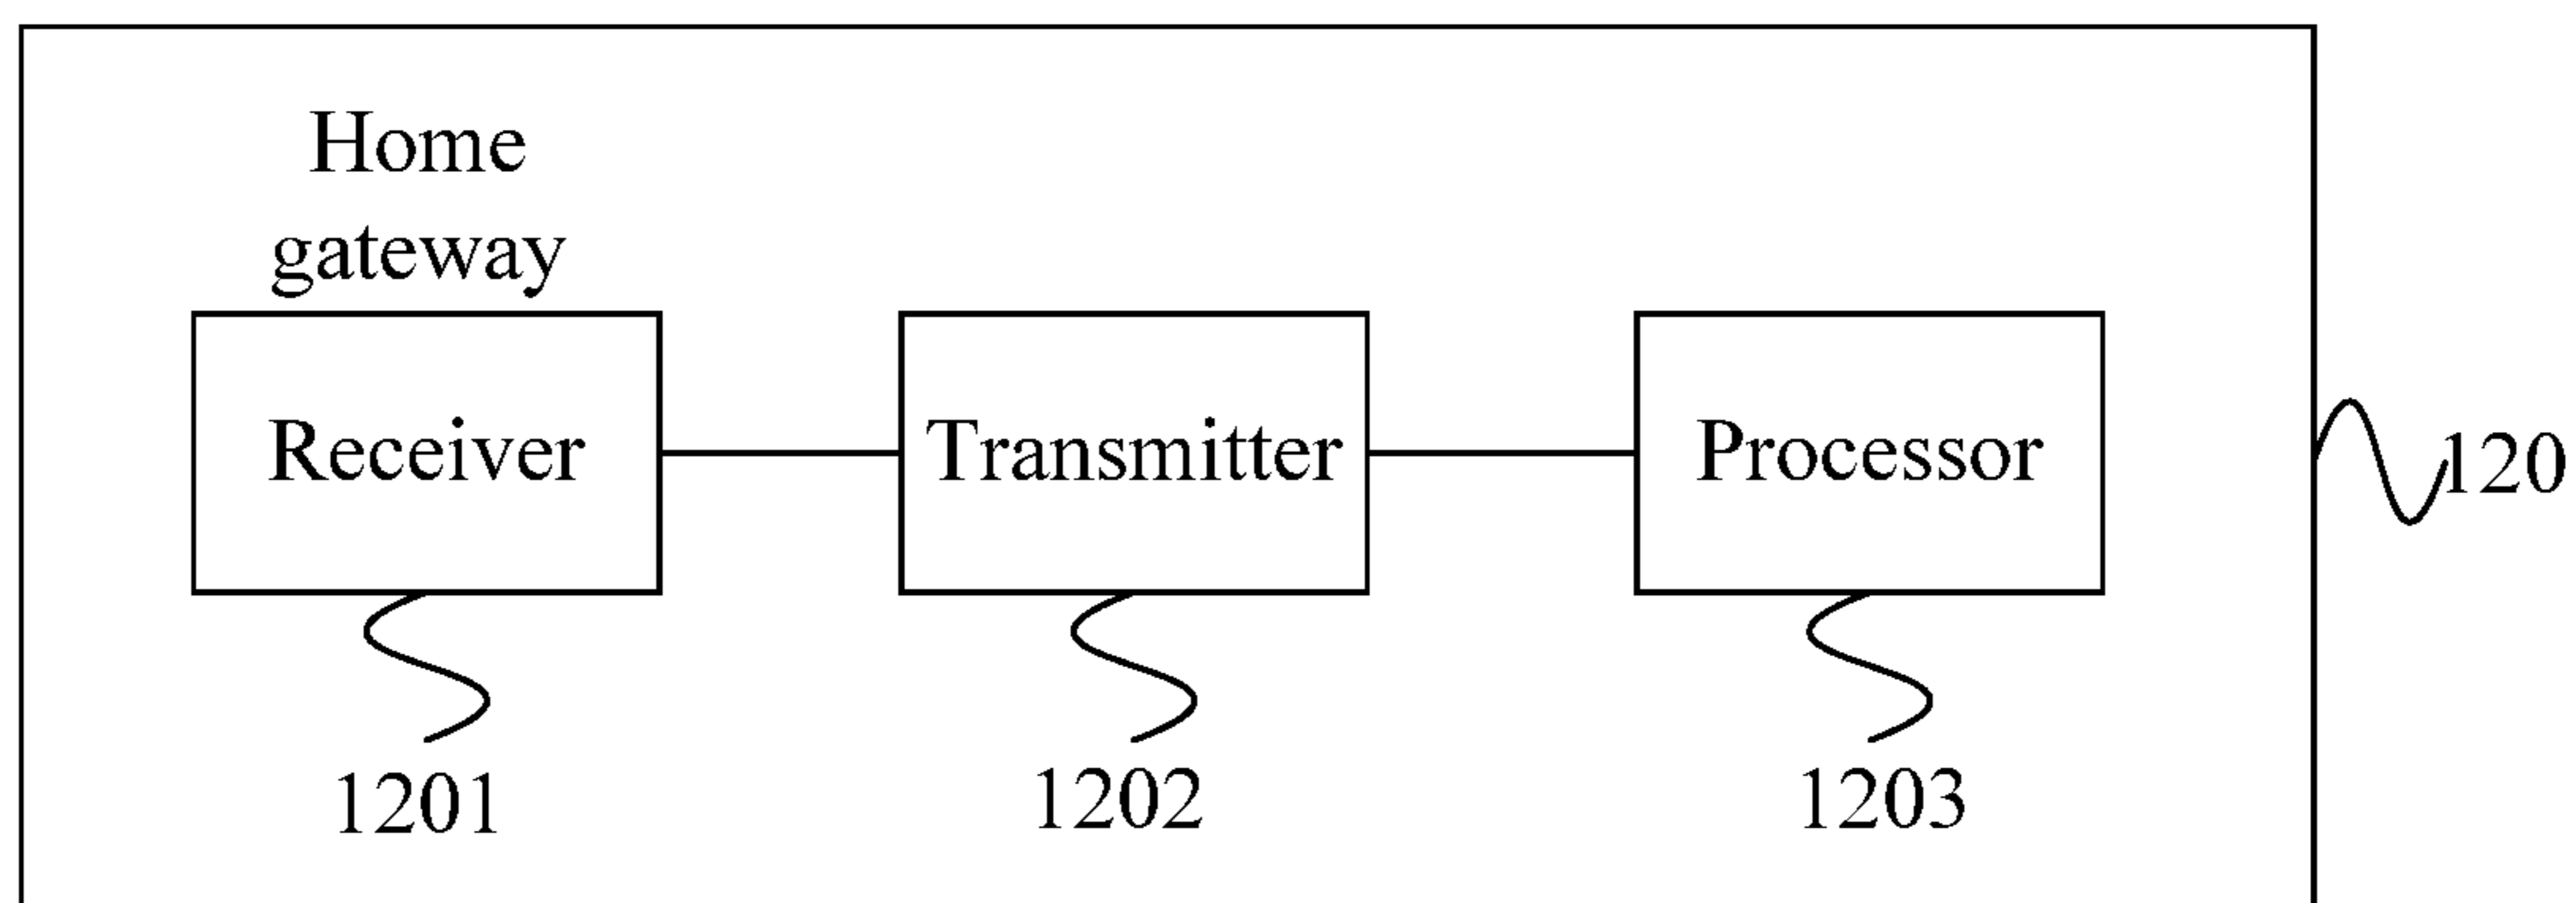 Home
gateway
Receiver
Transmitter
Processor
120
1201
1202
1203